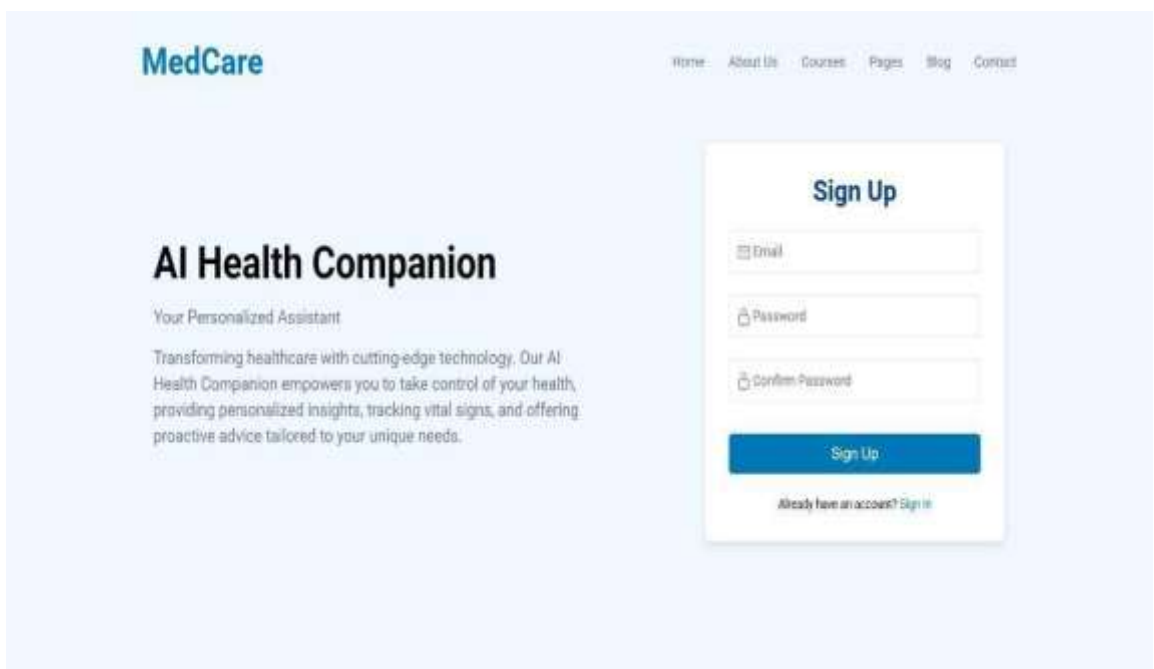 MedCare
Home About Us Courses Pages Blog Contact
AI Health Companion
Your Personalized Assistant
Transforming healthcare with cutting-edge technology. Our AI
Health Companion empowers you to take control of your health,
providing personalized insights, tracking vital signs, and offering
proactive advice tailored to your unique needs.
Sign Up
Email
Password
Confirm Password
Sign Up
Already have an account? Sign in